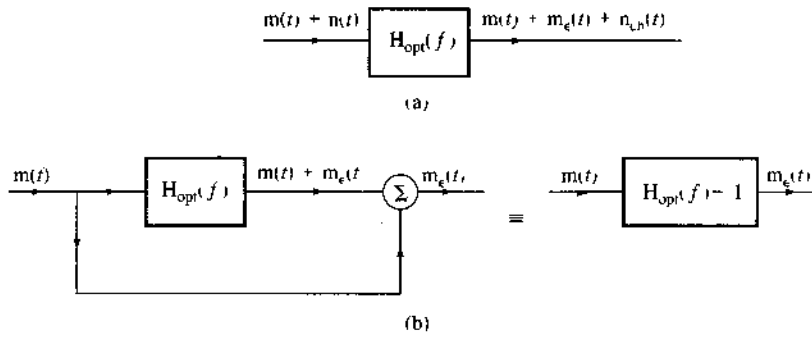 m(t) + n(t)
H_opt(f)
m(t) + m_ϵ(t) + n_ch(t)
(a)
m(t)
H_opt(f)
m(t) + m_ϵ(t
Σ
m_ϵ(t)
≡
m(t)
H_opt(f) − 1
m_ϵ(t)
(b)